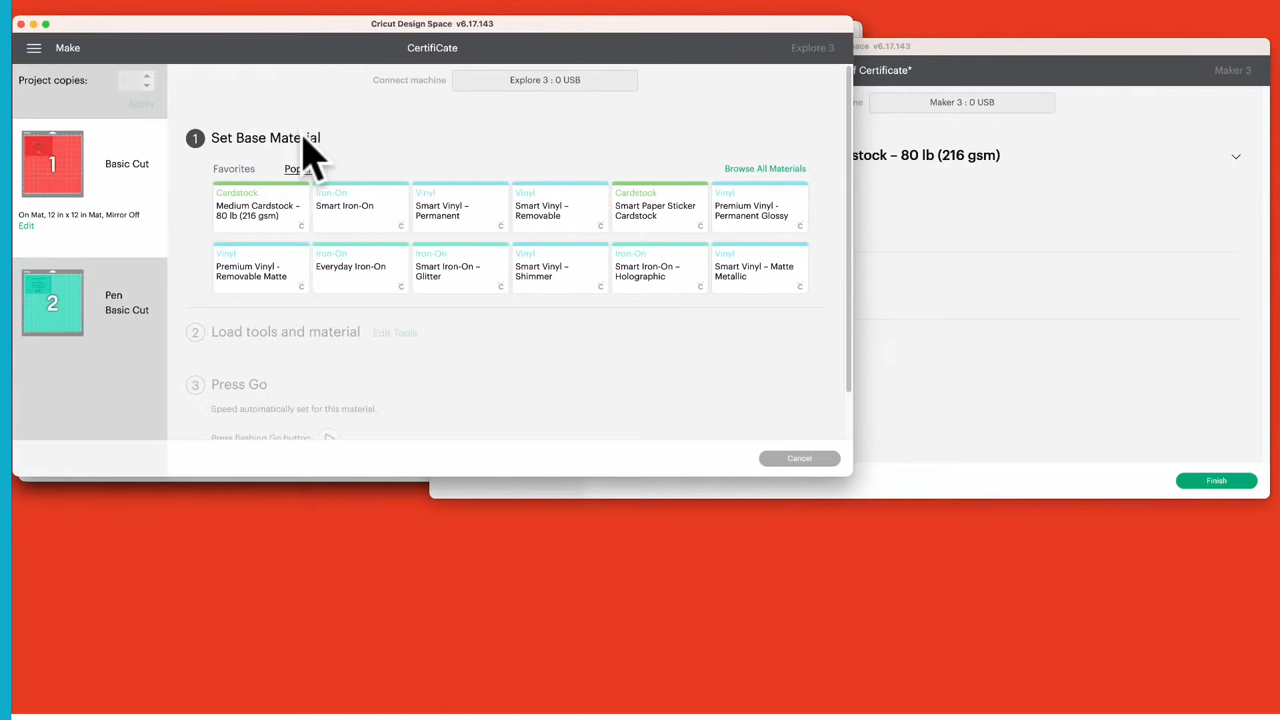 Cricut Design Space v6.17.143
Make
CertifiCate
Explore 3
Project copies:
Apply
1
Basic Cut
On Mat, 12 in x 12 in Mat, Mirror Off
Edit
2
Pen
Basic Cut
Connect machine
Explore 3 : 0 USB
1 Set Base Material
Favorites
Browse All Materials
Cardstock
Medium Cardstock –
80 lb (216 gsm)
Iron-On
Smart Iron-On
Vinyl
Smart Vinyl –
Permanent
Vinyl
Smart Vinyl –
Removable
Cardstock
Smart Paper Sticker
Cardstock
Vinyl
Premium Vinyl -
Permanent Glossy
Vinyl
Premium Vinyl -
Removable Matte
Iron-On
Everyday Iron-On
Iron-On
Smart Iron-On –
Glitter
Vinyl
Smart Vinyl –
Shimmer
Iron-On
Smart Iron-On –
Holographic
Vinyl
Smart Vinyl – Matte
Metallic
2 Load tools and material Edit Tools
3 Press Go
Speed automatically set for this material.
Press flashing Go button
Cancel
ace v6.17.143
f Certificate*
Maker 3
ne
Maker 3 : 0 USB
stock – 80 lb (216 gsm)
Finish